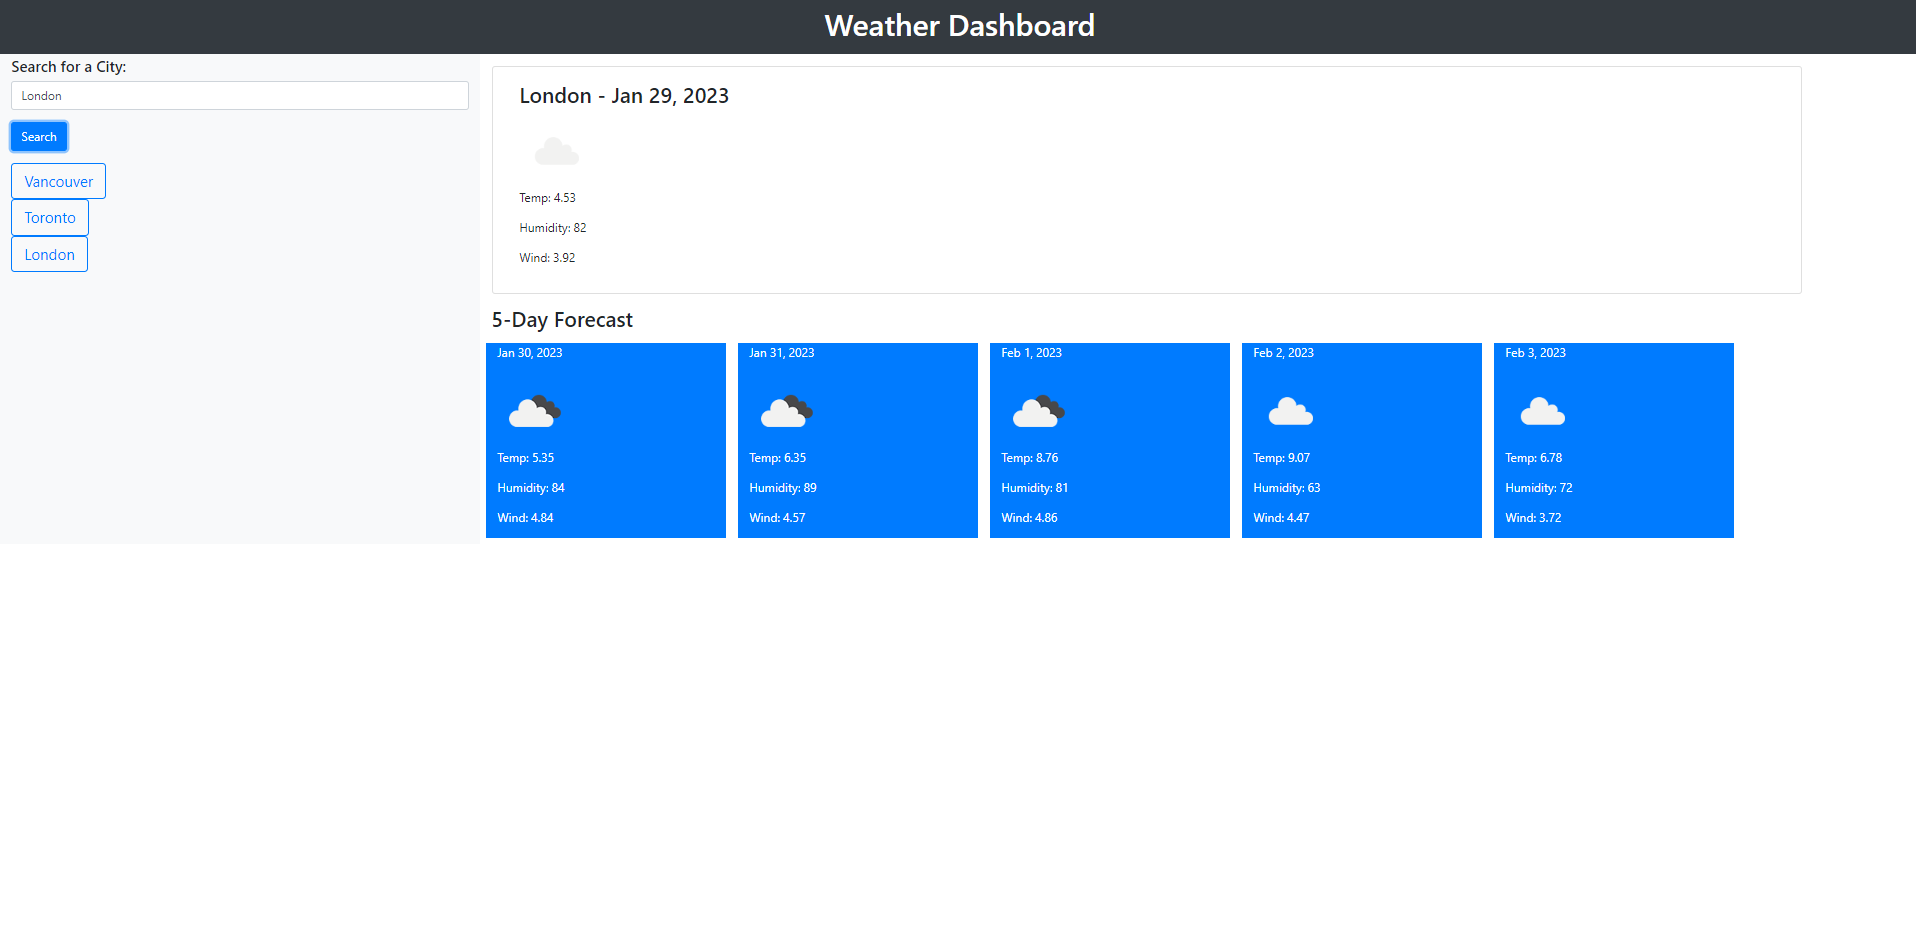 Weather Dashboard
Search for a City:
London
Search
Vancouver
Toronto
London
London - Jan 29, 2023
Temp: 4.53
Humidity: 82
Wind: 3.92
5-Day Forecast
Jan 30, 2023
Temp: 5.35
Humidity: 84
Wind: 4.84
Jan 31, 2023
Temp: 6.35
Humidity: 89
Wind: 4.57
Feb 1, 2023
Temp: 8.76
Humidity: 81
Wind: 4.86
Feb 2, 2023
Temp: 9.07
Humidity: 63
Wind: 4.47
Feb 3, 2023
Temp: 6.78
Humidity: 72
Wind: 3.72